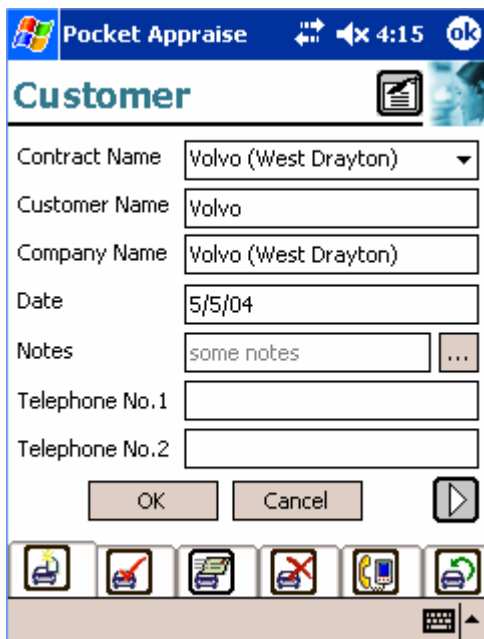 Pocket Appraise 4:15 ok
Customer
Contract Name Volvo (West Drayton)
Customer Name Volvo
Company Name Volvo (West Drayton)
Date 5/5/04
Notes some notes ...
Telephone No.1
Telephone No.2
OK Cancel